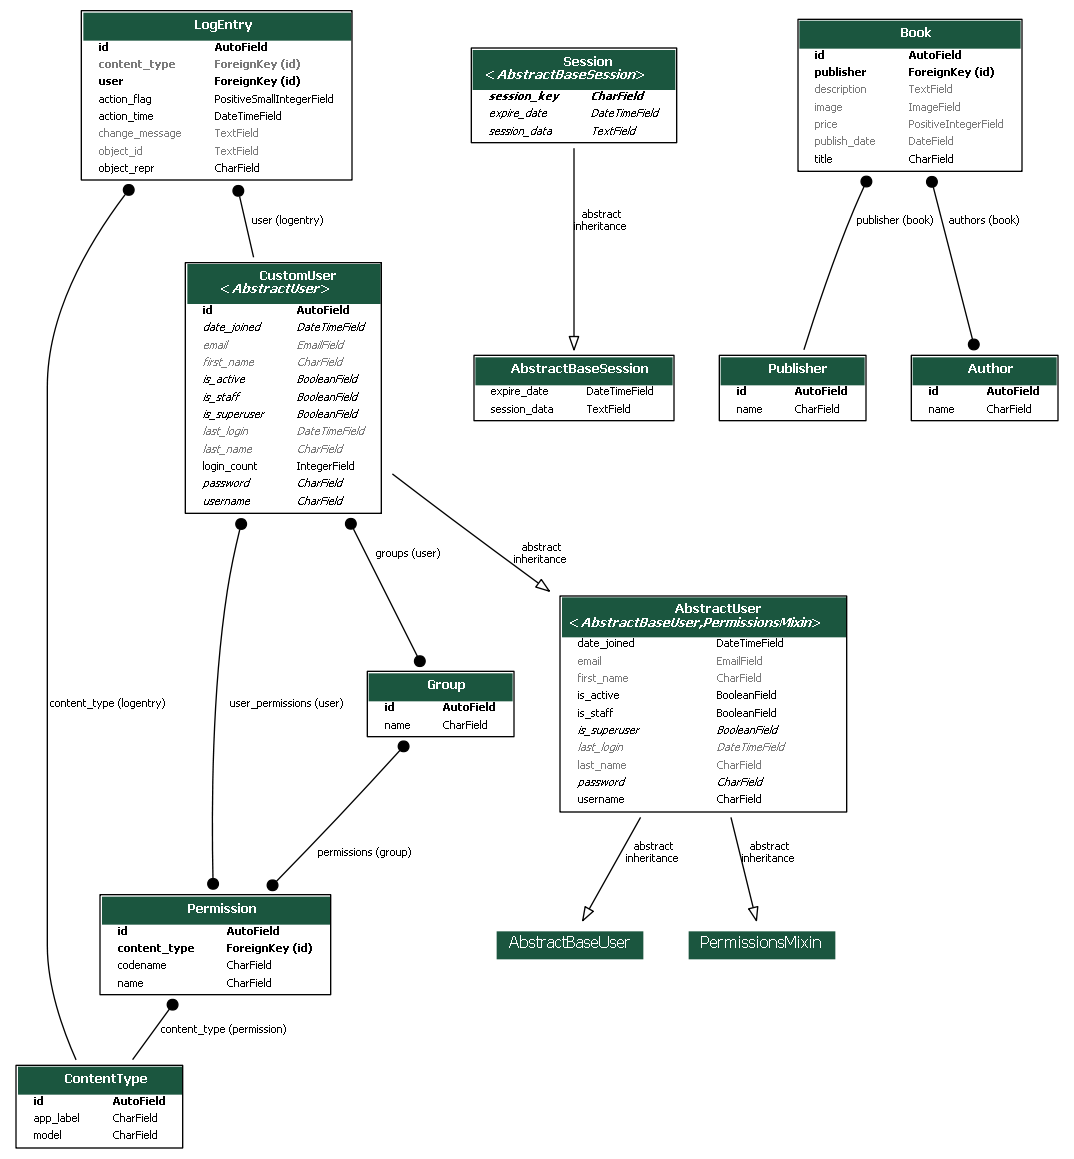 LogEntry
id AutoField
content_type ForeignKey (id)
user ForeignKey (id)
action_flag PositiveSmallIntegerField
action_time DateTimeField
change_message TextField
object_id TextField
object_repr CharField
Session
<AbstractBaseSession>
session_key CharField
expire_date DateTimeField
session_data TextField
Book
id AutoField
publisher ForeignKey (id)
description TextField
image ImageField
price PositiveIntegerField
publish_date DateField
title CharField
user (logentry)
abstract
inheritance
publisher (book)
authors (book)
CustomUser
<AbstractUser>
id AutoField
date_joined DateTimeField
email EmailField
first_name CharField
is_active BooleanField
is_staff BooleanField
is_superuser BooleanField
last_login DateTimeField
last_name CharField
login_count IntegerField
password CharField
username CharField
AbstractBaseSession
expire_date DateTimeField
session_data TextField
Publisher
id AutoField
name CharField
Author
id AutoField
name CharField
groups (user)
abstract
inheritance
AbstractUser
<AbstractBaseUser,PermissionsMixin>
date_joined DateTimeField
email EmailField
first_name CharField
is_active BooleanField
is_staff BooleanField
is_superuser BooleanField
last_login DateTimeField
last_name CharField
password CharField
username CharField
content_type (logentry)
user_permissions (user)
Group
id AutoField
name CharField
permissions (group)
abstract
inheritance
abstract
inheritance
Permission
id AutoField
content_type ForeignKey (id)
codename CharField
name CharField
AbstractBaseUser
PermissionsMixin
content_type (permission)
ContentType
id AutoField
app_label CharField
model CharField